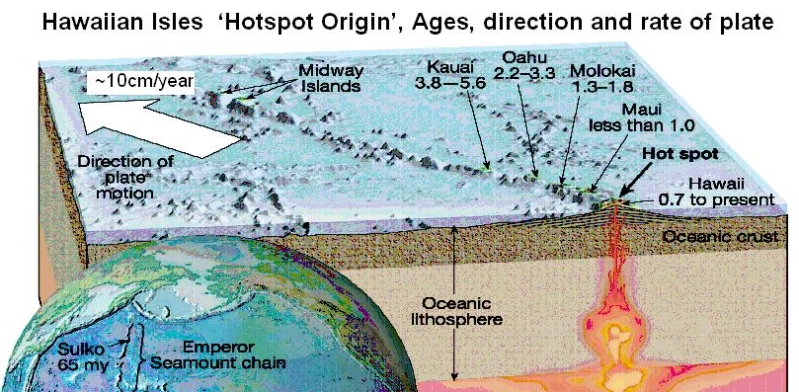 Hawaiian Isles 'Hotspot Origin', Ages, direction and rate of plate
~10cm/year
Midway
Islands
Kauai
3.8–5.6
Oahu
2.2–3.3
Molokai
1.3–1.8
Maui
less than 1.0
Hot spot
Hawaii
0.7 to present
Direction of
plate
motion
Oceanic crust
Oceanic
lithosphere
Suiko
65 my
Emperor
Seamount chain